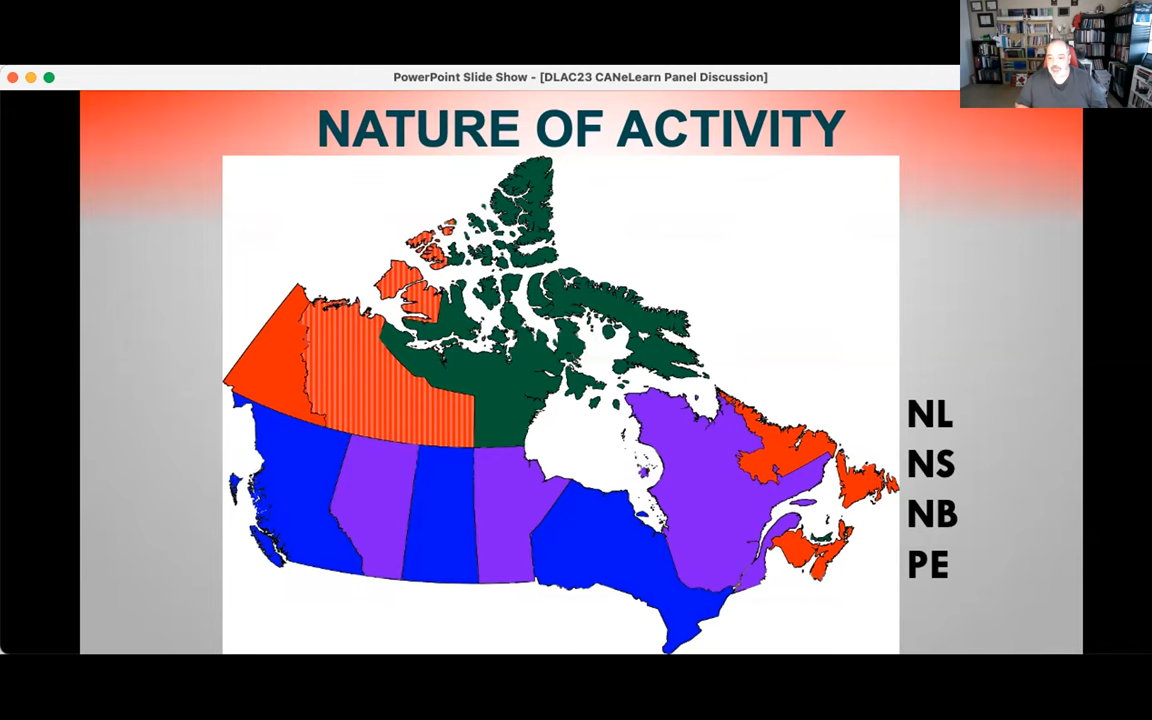 PowerPoint Slide Show - [DLAC23 CANeLearn Panel Discussion]
NATURE OF ACTIVITY
NL
NS
NB
PE